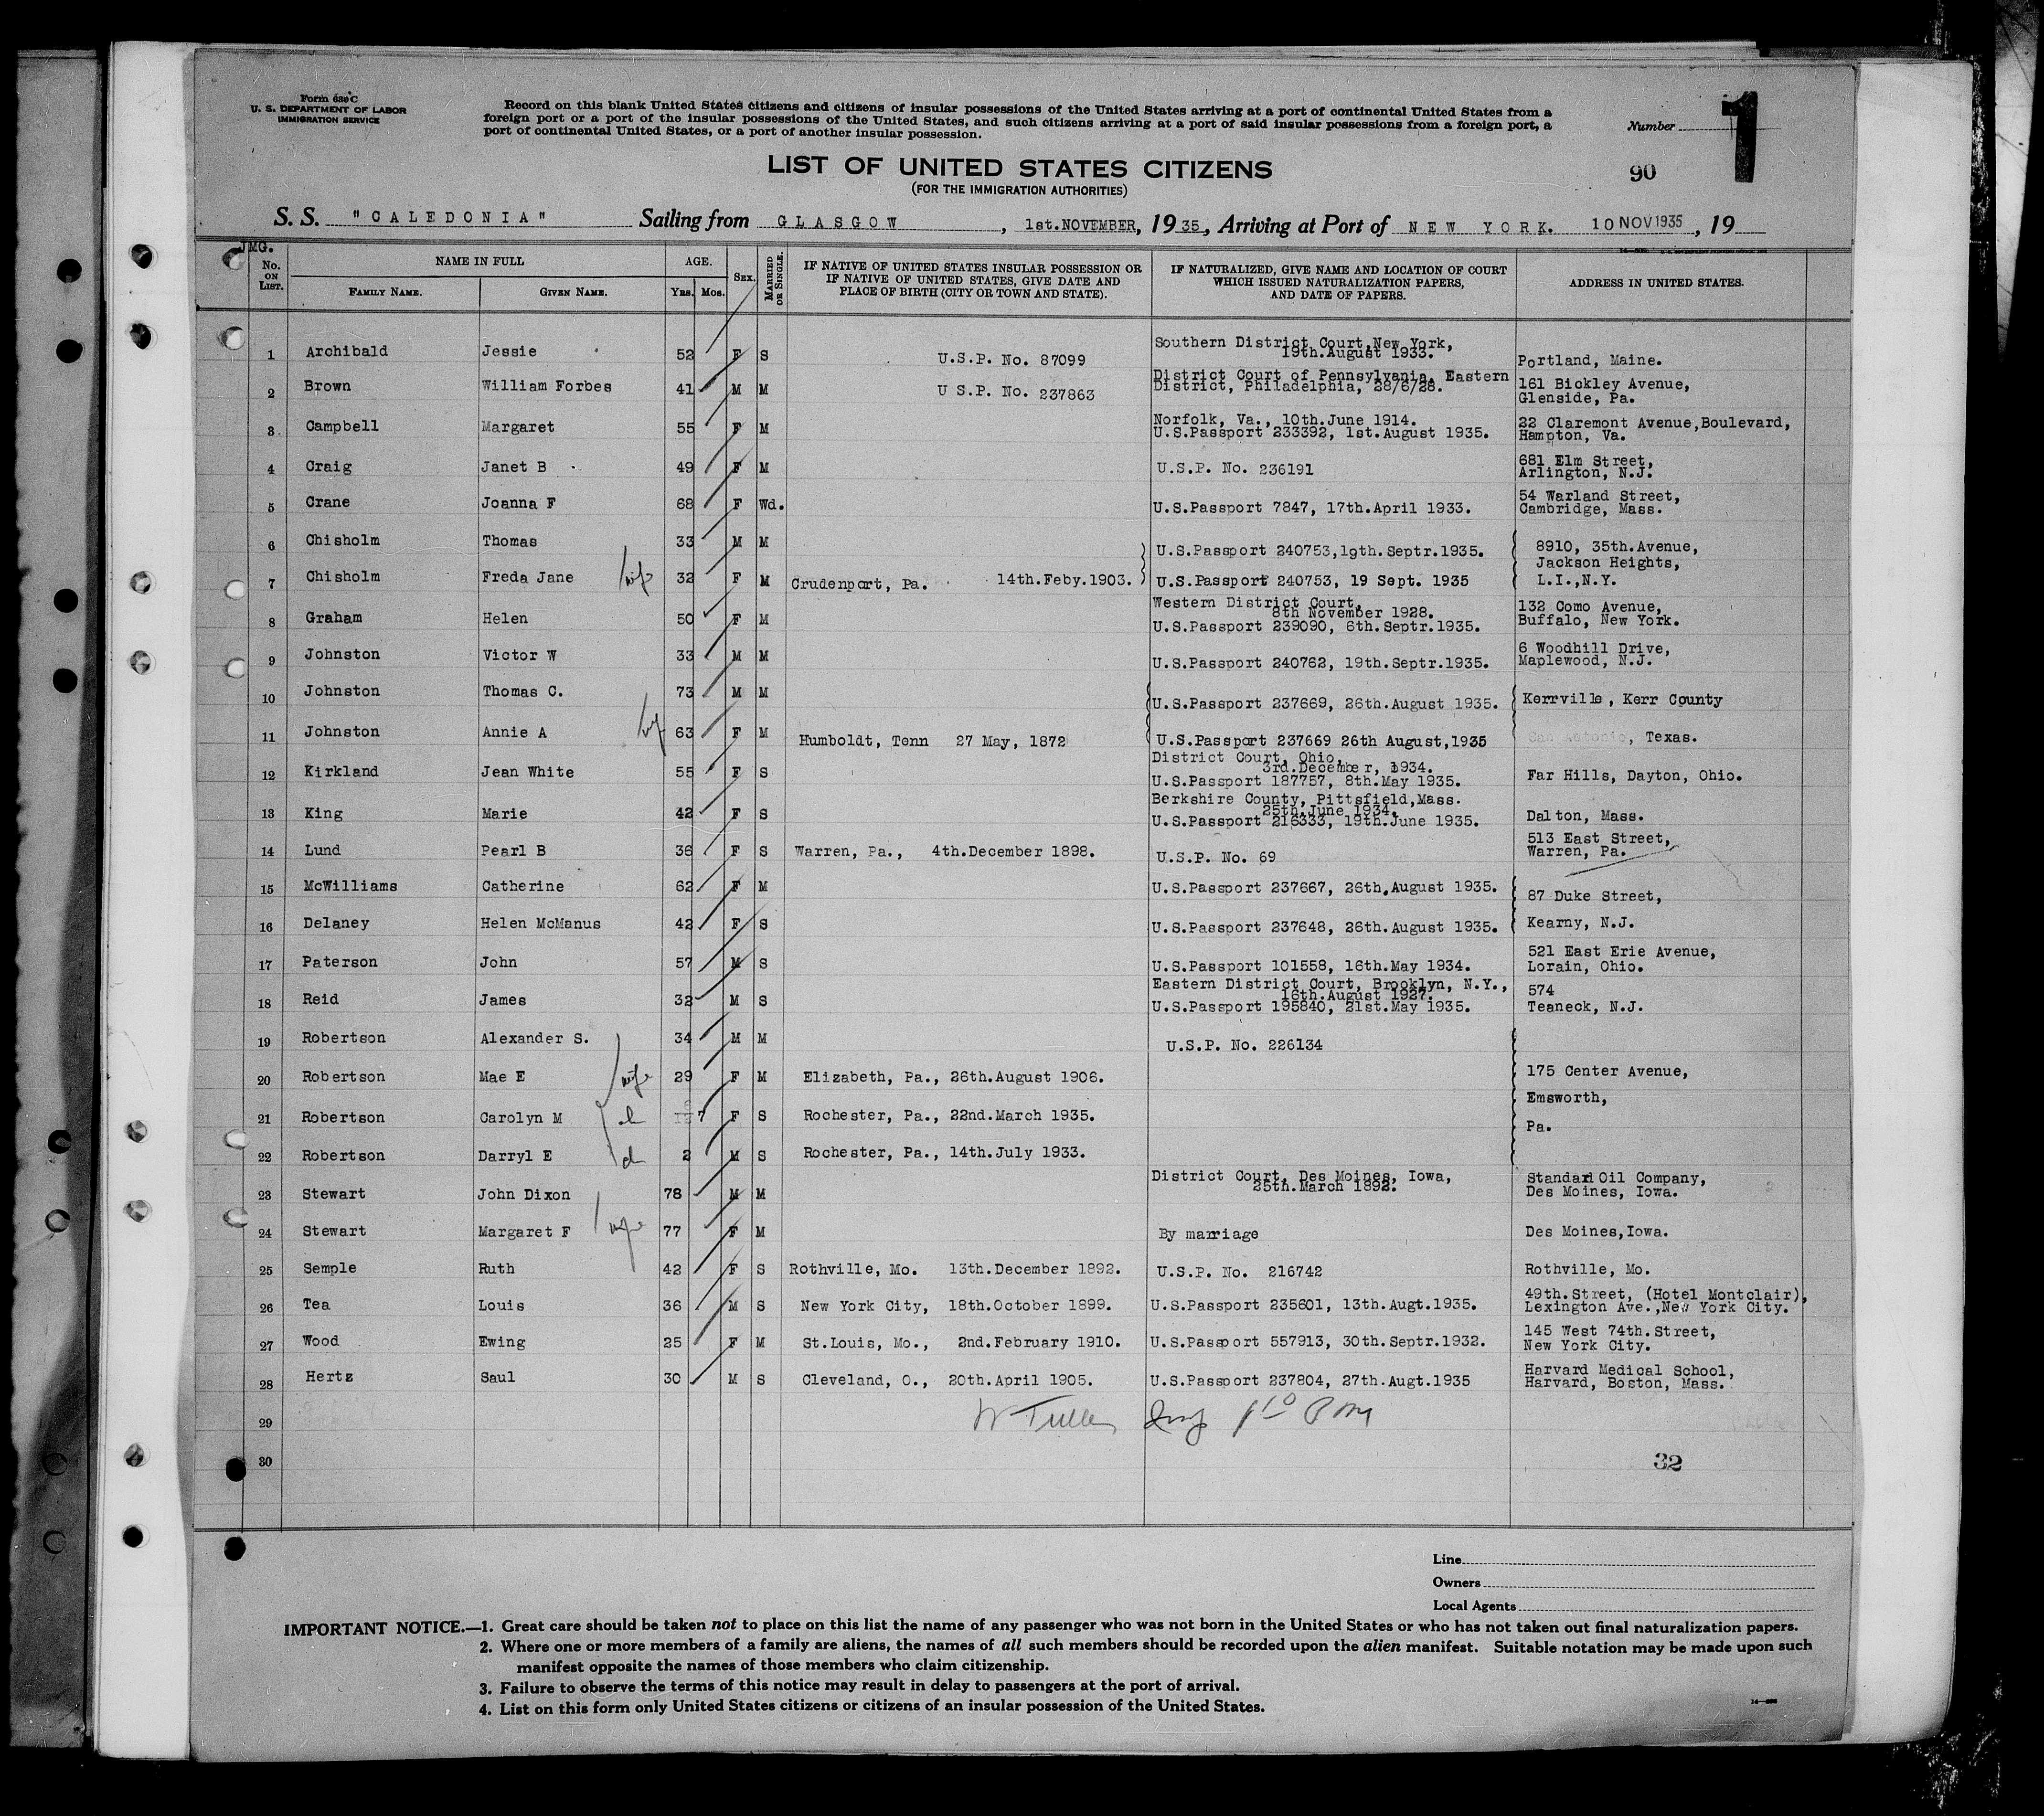 Form 630 C
U. S. DEPARTMENT OF LABOR
IMMIGRATION SERVICE
Record on this blank United States citizens and citizens of insular possessions of the United States arriving at a port of continental United States from a
foreign port or a port of the insular possessions of the United States, and such citizens arriving at a port of said insular possessions from a foreign port, a
port of continental United States, or a port of another insular possession.
Number 1
90
LIST OF UNITED STATES CITIZENS
(FOR THE IMMIGRATION AUTHORITIES)
S. S. "CALEDONIA" Sailing from GLASGOW, 1st.NOVEMBER, 1935, Arriving at Port of NEW YORK. 10 NOV 1935, 19
JMG.
No. ON LIST. NAME IN FULL AGE. SEX. MARRIED OR SINGLE. IF NATIVE OF UNITED STATES INSULAR POSSESSION OR IF NATIVE OF UNITED STATES, GIVE DATE AND PLACE OF BIRTH (CITY OR TOWN AND STATE). IF NATURALIZED, GIVE NAME AND LOCATION OF COURT WHICH ISSUED NATURALIZATION PAPERS, AND DATE OF PAPERS. ADDRESS IN UNITED STATES.
FAMILY NAME. GIVEN NAME. YRS. MOS.
1 Archibald Jessie 52 F S U.S.P. No. 87099 Southern District Court,New York, 19th.August 1933. Portland, Maine.
2 Brown William Forbes 41 M M U S.P. No. 237863 District Court of Pennsylvania, Eastern District, Philadelphia, 28/6/28. 161 Bickley Avenue, Glenside, Pa.
3 Campbell Margaret 55 F M Norfolk, Va., 10th.June 1914. U.S.Passport 233392, 1st.August 1935. 22 Claremont Avenue,Boulevard, Hampton, Va.
4 Craig Janet B 49 F M U.S.P. No. 236191 681 Elm Street, Arlington, N.J.
5 Crane Joanna F 68 F Wd. U.S.Passport 7847, 17th.April 1933. 54 Warland Street, Cambridge, Mass.
6 Chisholm Thomas 33 M M U.S.Passport 240753,19th.Septr.1935. 8910, 35th.Avenue, Jackson Heights,
7 Chisholm Freda Jane wife 32 F M Crudenport, Pa. 14th.Feby.1903. U.S.Passport 240753, 19 Sept. 1935 L.I.,N.Y.
8 Graham Helen 50 F M Western District Court, 8th November 1928. U.S.Passport 239090, 6th.Septr.1935. 132 Como Avenue, Buffalo, New York.
9 Johnston Victor W 33 M M U.S.Passport 240762, 19th.Septr.1935. 6 Woodhill Drive, Maplewood, N.J.
10 Johnston Thomas C. 73 M M U.S.Passport 237669, 26th.August 1935. Kerrville, Kerr County
11 Johnston Annie A 63 F M Humboldt, Tenn 27 May, 1872 U.S.Passport 237669 26th August,1935 San Antonio, Texas.
12 Kirkland Jean White 55 F S District Court, Ohio, 3rd.December, 1934. U.S.Passport 187757, 8th.May 1935. Far Hills, Dayton, Ohio.
13 King Marie 42 F S Berkshire County, Pittsfield,Mass. 25th.June 1934. U.S.Passport 216333, 19th.June 1935. Dalton, Mass.
14 Lund Pearl B 36 F S Warren, Pa., 4th.December 1898. U.S.P. No. 69 513 East Street, Warren, Pa.
15 McWilliams Catherine 62 F M U.S.Passport 237667, 26th.August 1935. 87 Duke Street,
16 Delaney Helen McManus 42 F S U.S.Passport 237648, 26th.August 1935. Kearny, N.J.
17 Paterson John 57 M S U.S.Passport 101558, 16th.May 1934. 521 East Erie Avenue, Lorain, Ohio.
18 Reid James 32 M S Eastern District Court, Brooklyn, N.Y., 16th.August 1927. U.S.Passport 195840, 21st.May 1935. 574 Teaneck, N.J.
19 Robertson Alexander S. 34 M M U.S.P. No. 226134
20 Robertson Mae E wife 29 F M Elizabeth, Pa., 26th.August 1906. 175 Center Avenue,
21 Robertson Carolyn M ch 7 F S Rochester, Pa., 22nd.March 1935. Emsworth, Pa.
22 Robertson Darryl E ch 2 M S Rochester, Pa., 14th.July 1933.
23 Stewart John Dixon 78 M M District Court, Des Moines, Iowa, 25th.March 1892. Standard Oil Company, Des Moines, Iowa.
24 Stewart Margaret F wife 77 F M By marriage Des Moines,Iowa.
25 Semple Ruth 42 F S Rothville, Mo. 13th.December 1892. U.S.P. No. 216742 Rothville, Mo.
26 Tea Louis 36 M S New York City, 18th.October 1899. U.S.Passport 235601, 13th.Augt.1935. 49th.Street, (Hotel Montclair), Lexington Ave.,New York City.
27 Wood Ewing 25 F M St.Louis, Mo., 2nd.February 1910. U.S.Passport 557913, 30th.Septr.1932. 145 West 74th.Street, New York City.
28 Hertz Saul 30 M S Cleveland, O., 20th.April 1905. U.S.Passport 237804, 27th.Augt.1935 Harvard Medical School, Harvard, Boston, Mass.
29
30
32
Line
Owners
Local Agents
IMPORTANT NOTICE.—1. Great care should be taken not to place on this list the name of any passenger who was not born in the United States or who has not taken out final naturalization papers.
2. Where one or more members of a family are aliens, the names of all such members should be recorded upon the alien manifest. Suitable notation may be made upon such
manifest opposite the names of those members who claim citizenship.
3. Failure to observe the terms of this notice may result in delay to passengers at the port of arrival.
4. List on this form only United States citizens or citizens of an insular possession of the United States.